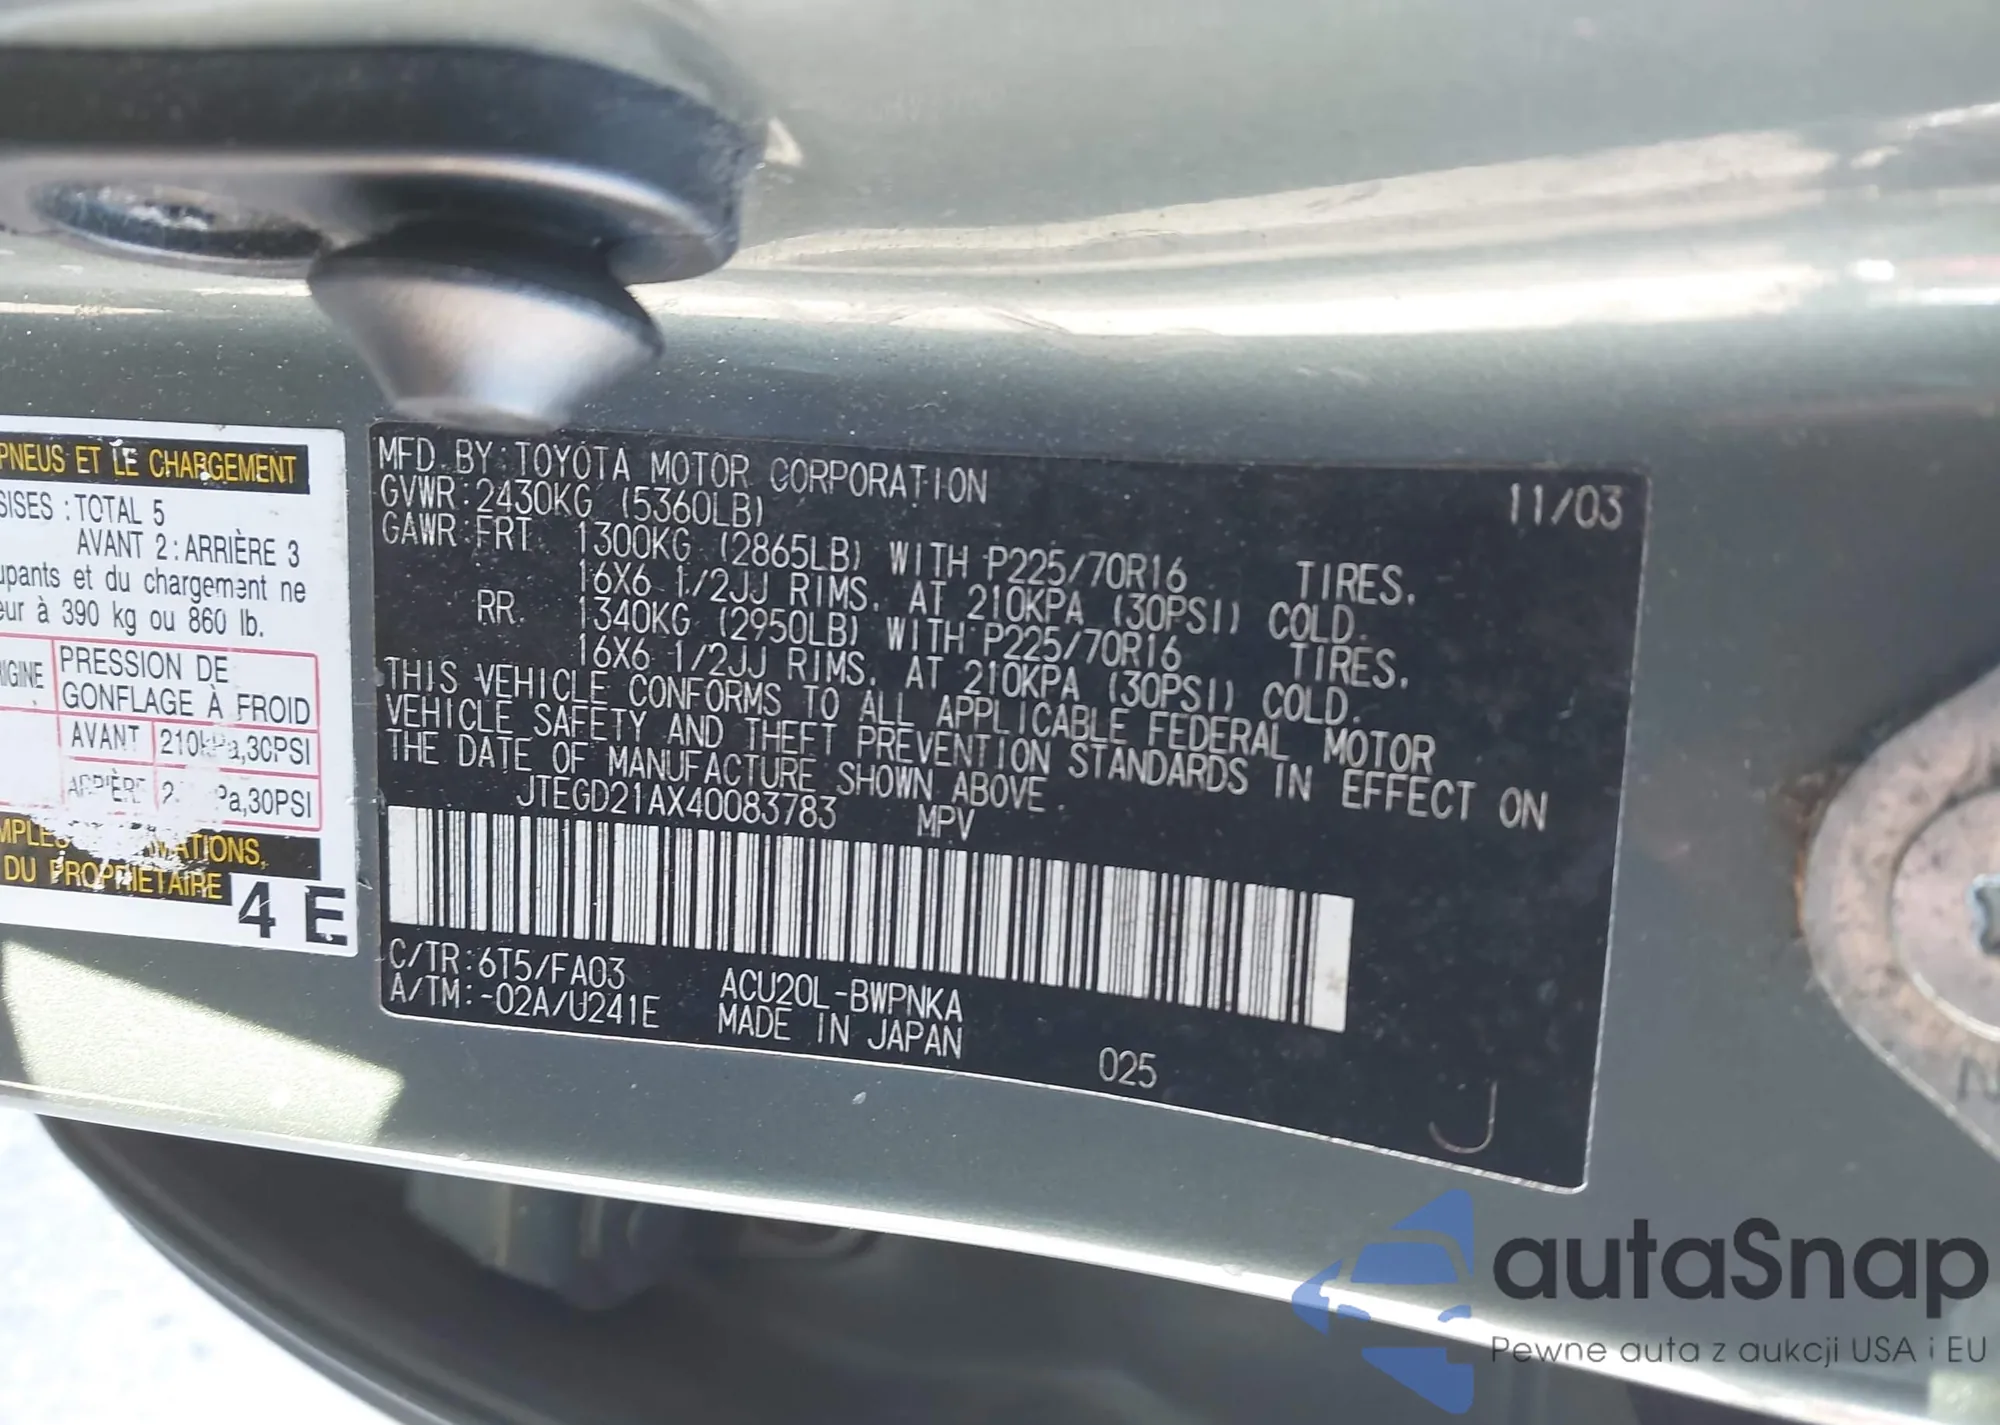 PNEUS ET LE CHARGEMENT
SISES : TOTAL 5
AVANT 2 : ARRIÈRE 3
upants et du chargement ne
eur à 390 kg ou 860 lb.
RIGINE PRESSION DE
GONFLAGE À FROID
AVANT 210kPa,30PSI
ARRIÈRE Pa,30PSI
MPLES MATIONS,
DU PROPRIETAIRE
4 E
MFD. BY: TOYOTA MOTOR CORPORATION 11/03
GVWR: 2430KG (5360LB)
GAWR: FRT. 1300KG (2865LB) WITH P225/70R16 TIRES.
16X6 1/2JJ RIMS. AT 210KPA (30PSI) COLD.
RR. 1340KG (2950LB) WITH P225/70R16 TIRES.
16X6 1/2JJ RIMS. AT 210KPA (30PSI) COLD.
THIS VEHICLE CONFORMS TO ALL APPLICABLE FEDERAL MOTOR
VEHICLE SAFETY AND THEFT PREVENTION STANDARDS IN EFFECT ON
THE DATE OF MANUFACTURE SHOWN ABOVE.
JTEGD21AX40083783 MPV
C/TR: 6T5/FA03 ACU20L-BWPNKA
A/TM: -02A/U241E MADE IN JAPAN
025
J
autaSnap
Pewne auta z aukcji USA i EU